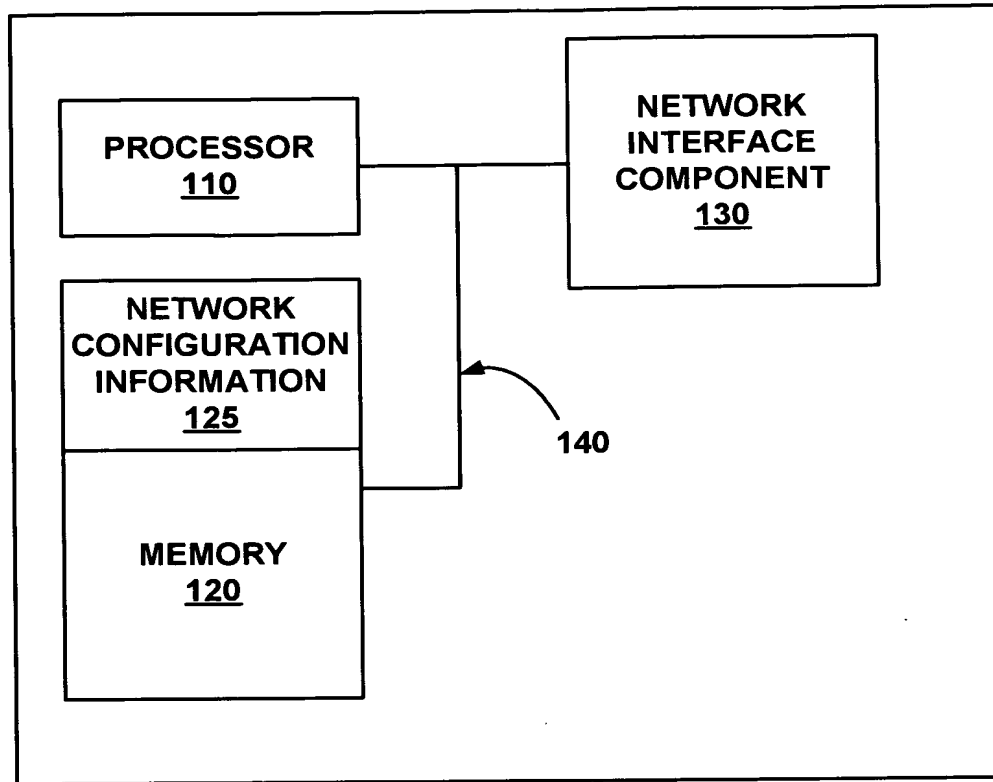 PROCESSOR
110
NETWORK
INTERFACE
COMPONENT
130
NETWORK
CONFIGURATION
INFORMATION
125
140
MEMORY
120